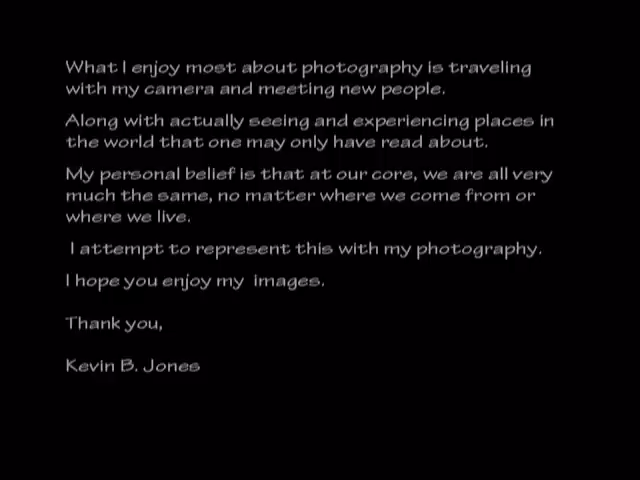 What I enjoy most about photography is traveling
with my camera and meeting new people.
Along with actually seeing and experiencing places in
the world that one may only have read about.
My personal belief is that at our core, we are all very
much the same, no matter where we come from or
where we live.
I attempt to represent this with my photography.
I hope you enjoy my images.
Thank you,
Kevin B. Jones